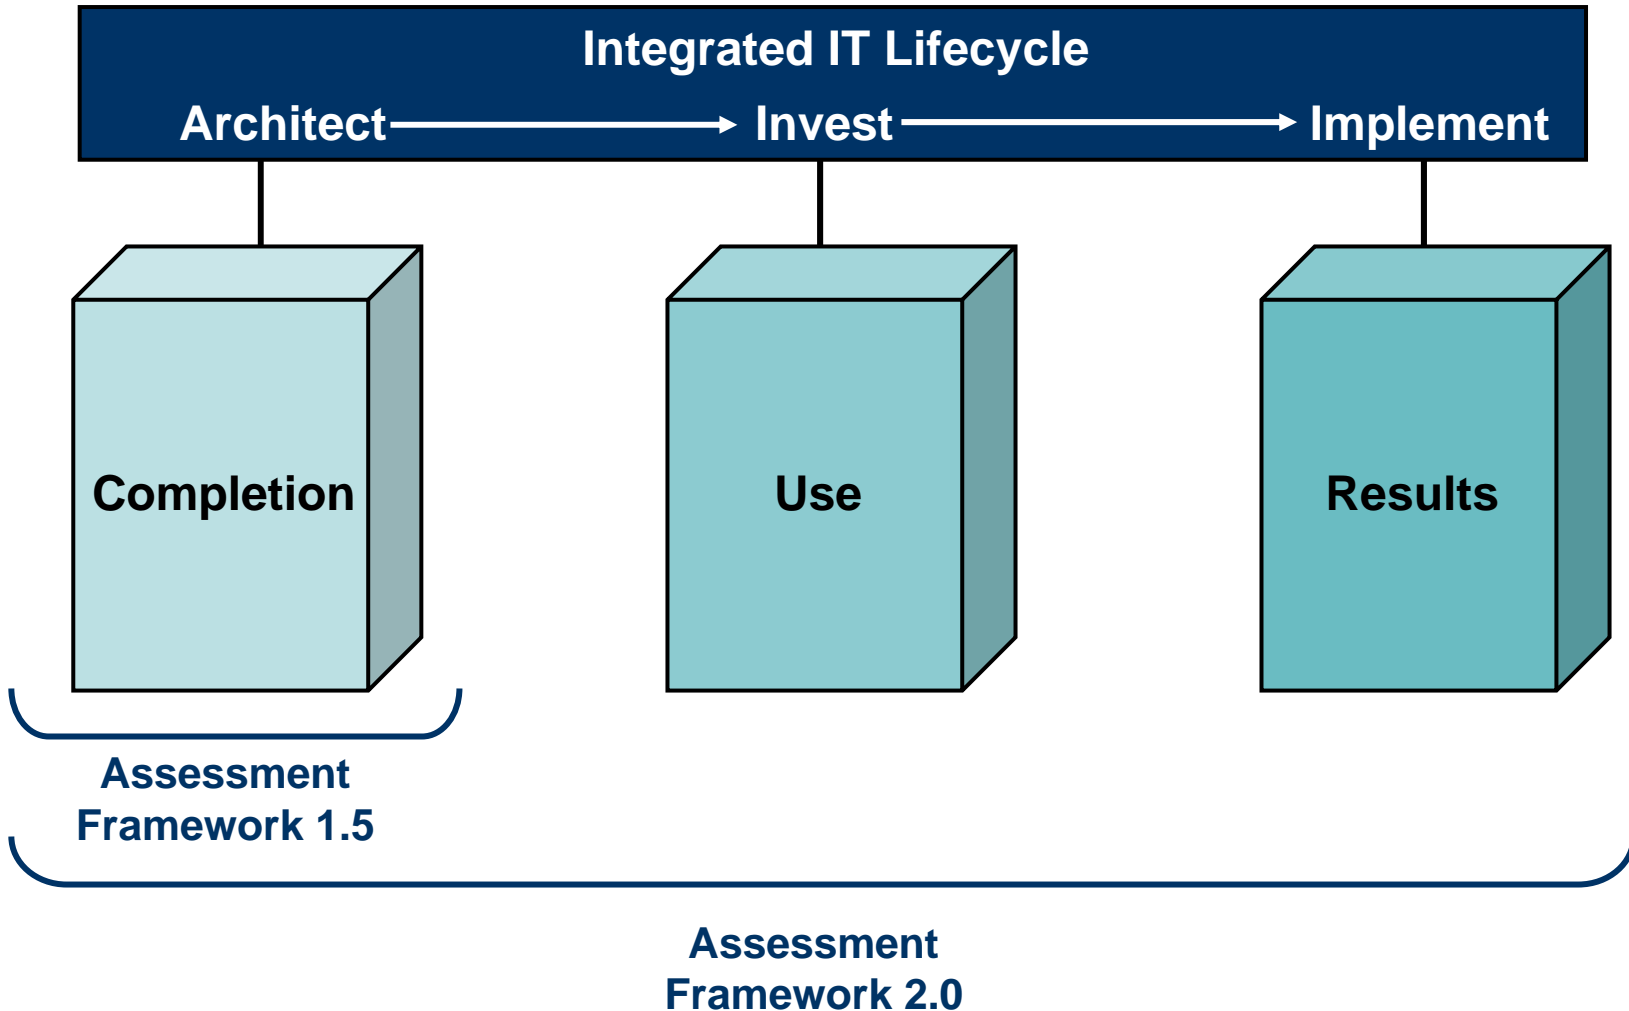 Integrated IT Lifecycle
Architect Invest Implement
Completion Use Results
Assessment
Framework 1.5
Assessment
Framework 2.0